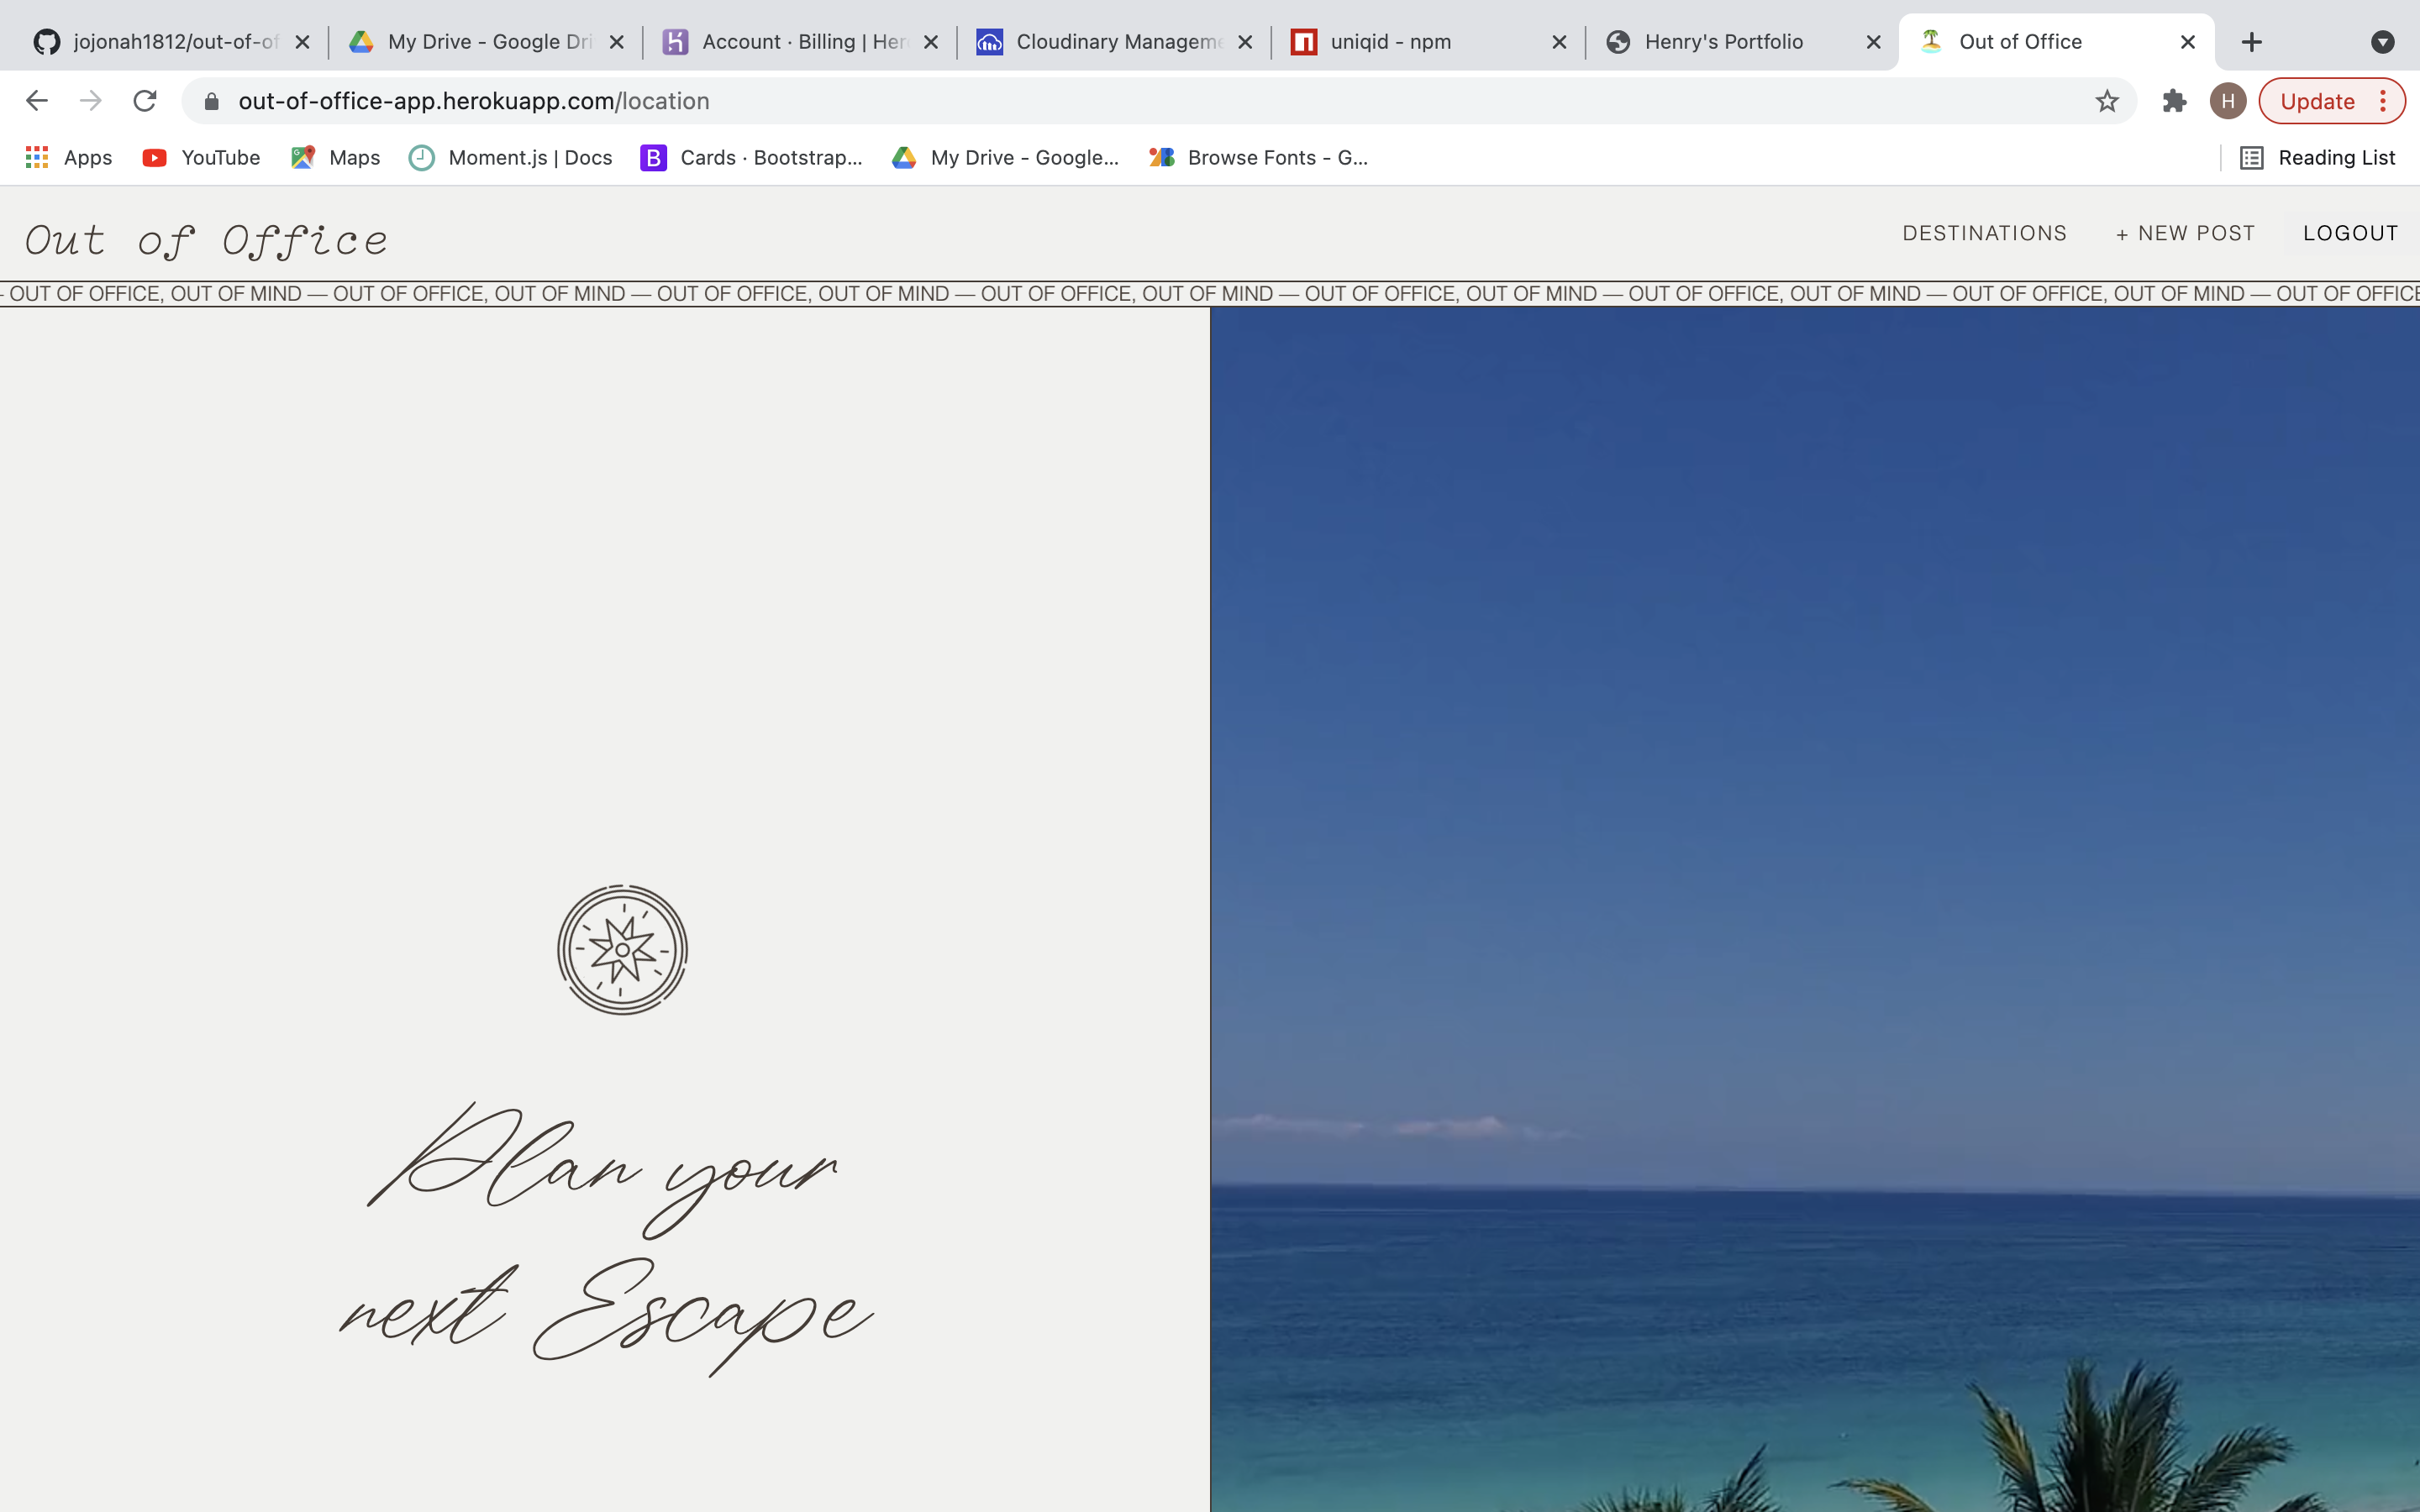 jojonah1812/out-of-of
My Drive - Google Dri
Account · Billing | Her
Cloudinary Manageme
uniqid - npm
Henry's Portfolio
Out of Office
out-of-office-app.herokuapp.com/location
H
Update
Apps
YouTube
Maps
Moment.js | Docs
B
Cards · Bootstrap...
My Drive - Google...
Browse Fonts - G...
Reading List
Out of Office
DESTINATIONS
+ NEW POST
LOGOUT
— OUT OF OFFICE, OUT OF MIND — OUT OF OFFICE, OUT OF MIND — OUT OF OFFICE, OUT OF MIND — OUT OF OFFICE, OUT OF MIND — OUT OF OFFICE, OUT OF MIND — OUT OF OFFICE, OUT OF MIND — OUT OF OFFICE, OUT OF MIND — OUT OF OFFICE
Plan your
next Escape